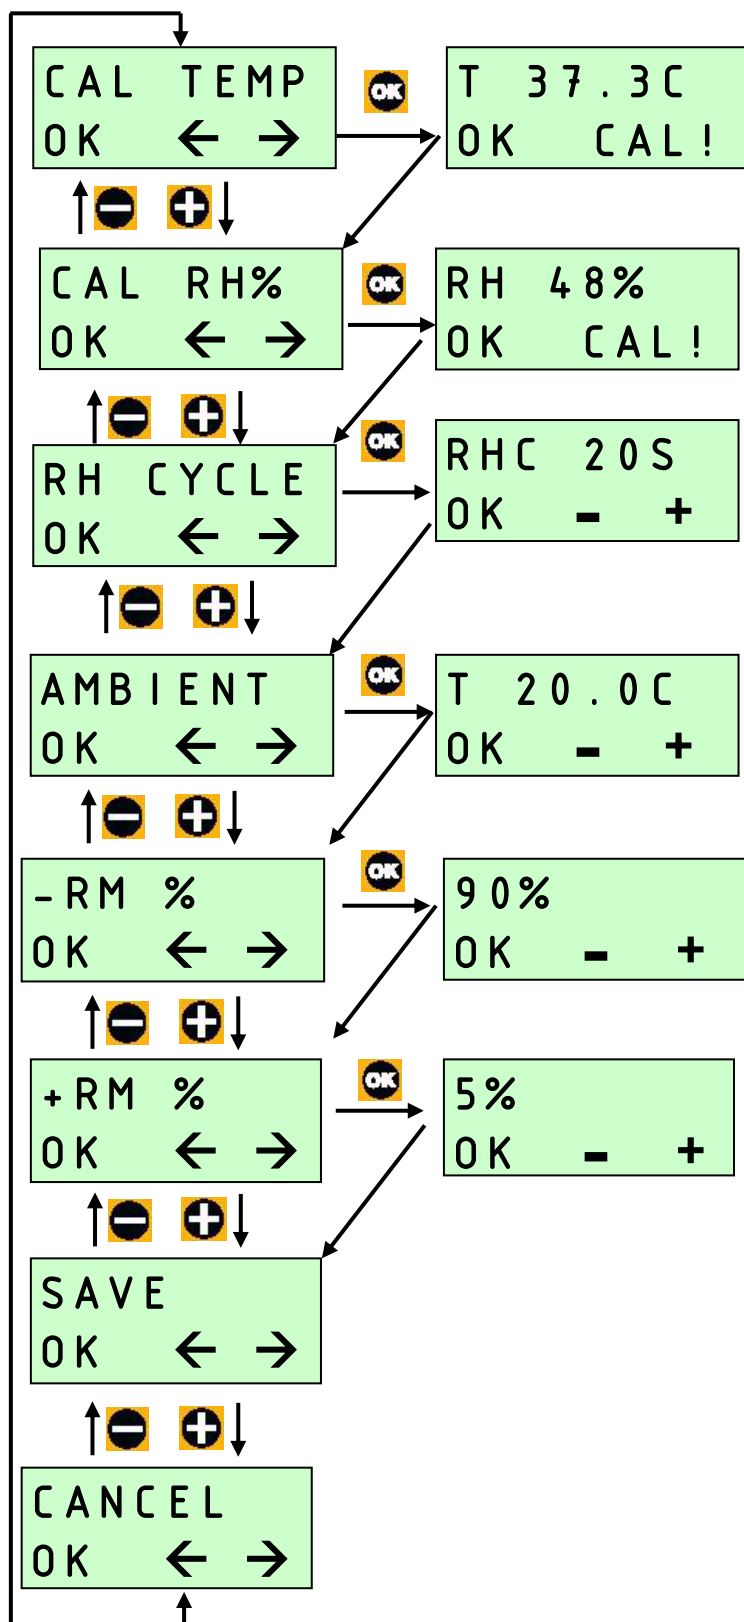 CAL TEMP
OK ← →
OK
T 37.3C
OK CAL!
CAL RH%
OK ← →
OK
RH 48%
OK CAL!
RH CYCLE
OK ← →
OK
RHC 20S
OK - +
AMBIENT
OK ← →
OK
T 20.0C
OK - +
-RM %
OK ← →
OK
90%
OK - +
+RM %
OK ← →
OK
5%
OK - +
SAVE
OK ← →
CANCEL
OK ← →